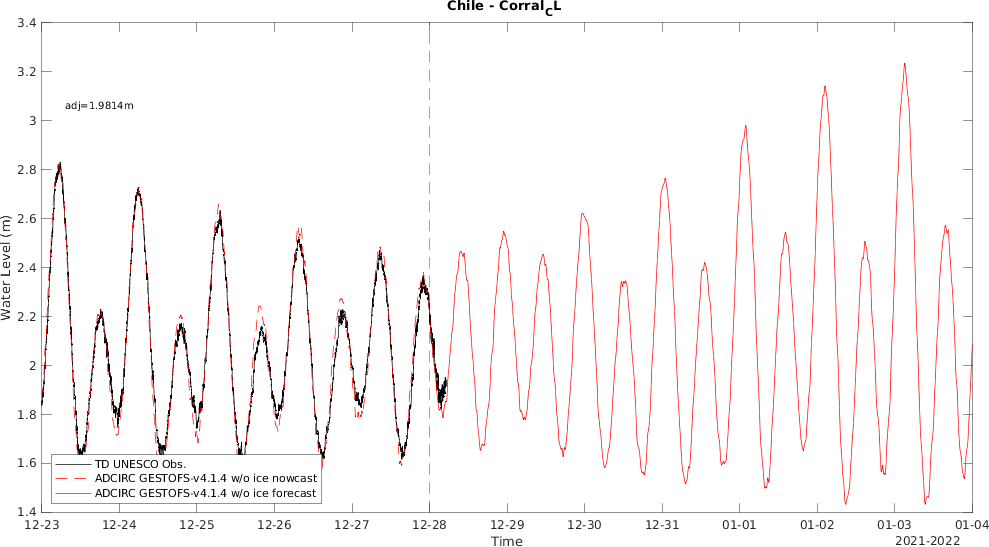 Chile - Corral_CL
3.4
3.2
3
2.8
2.6
2.4
2.2
2
1.8
1.6
1.4
Water Level (m)
adj=1.9814m
TD UNESCO Obs.
ADCIRC GESTOFS-v4.1.4 w/o ice nowcast
ADCIRC GESTOFS-v4.1.4 w/o ice forecast
12-23 12-24 12-25 12-26 12-27 12-28 12-29 12-30 12-31 01-01 01-02 01-03 01-04
Time
2021-2022